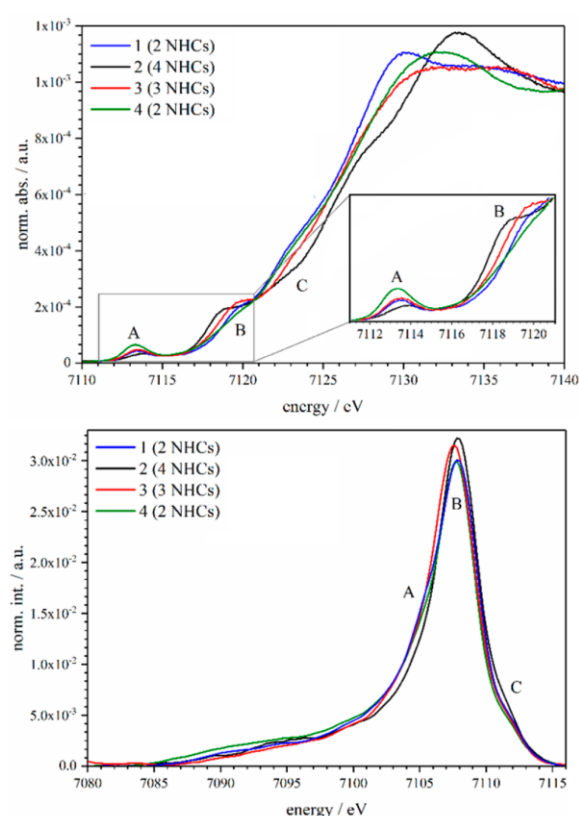 1 (2 NHCs)
2 (4 NHCs)
3 (3 NHCs)
4 (2 NHCs)
norm. abs. / a.u.
1x10⁻³
1x10⁻³
8x10⁻⁴
6x10⁻⁴
4x10⁻⁴
2x10⁻⁴
0
A
B
C
A
B
7112 7114 7116 7118 7120
7110 7115 7120 7125 7130 7135 7140
energy / eV
1 (2 NHCs)
2 (4 NHCs)
3 (3 NHCs)
4 (2 NHCs)
norm. int. / a.u.
3.0x10⁻²
2.5x10⁻²
2.0x10⁻²
1.5x10⁻²
1.0x10⁻²
5.0x10⁻³
0.0
A
B
C
7080 7085 7090 7095 7100 7105 7110 7115
energy / eV